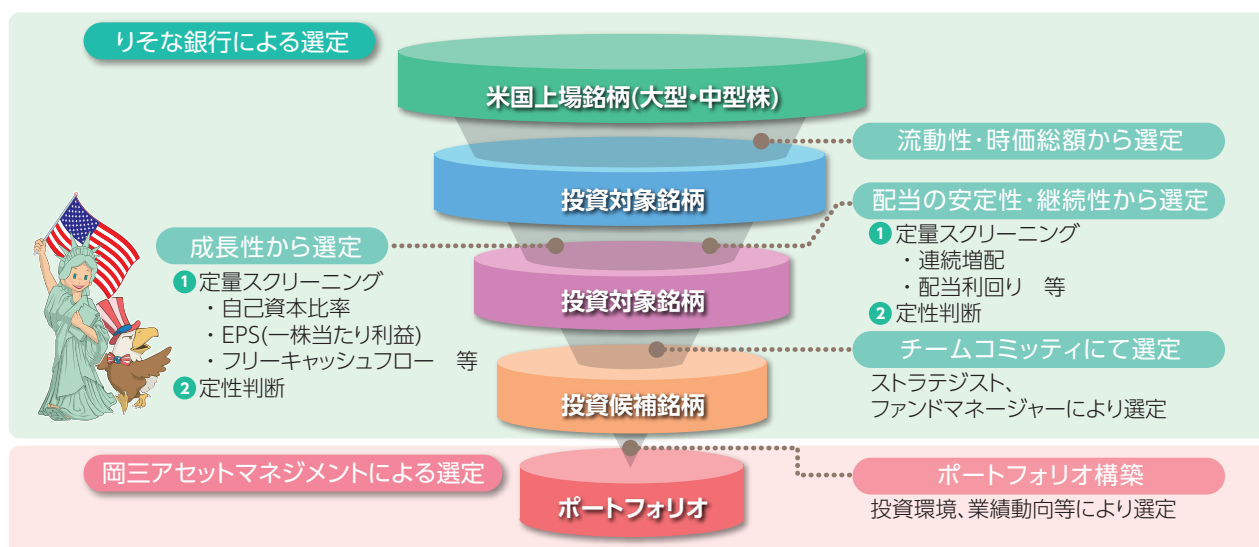 りそな銀行による選定
米国上場銘柄(大型・中型株)
流動性・時価総額から選定
投資対象銘柄
配当の安定性・継続性から選定
1 定量スクリーニング
・連続増配
・配当利回り　等
2 定性判断
成長性から選定
1 定量スクリーニング
・自己資本比率
・EPS(一株当たり利益)
・フリーキャッシュフロー　等
2 定性判断
投資対象銘柄
チームコミッティにて選定
ストラテジスト、
ファンドマネージャーにより選定
投資候補銘柄
岡三アセットマネジメントによる選定
ポートフォリオ構築
投資環境、業績動向等により選定
ポートフォリオ